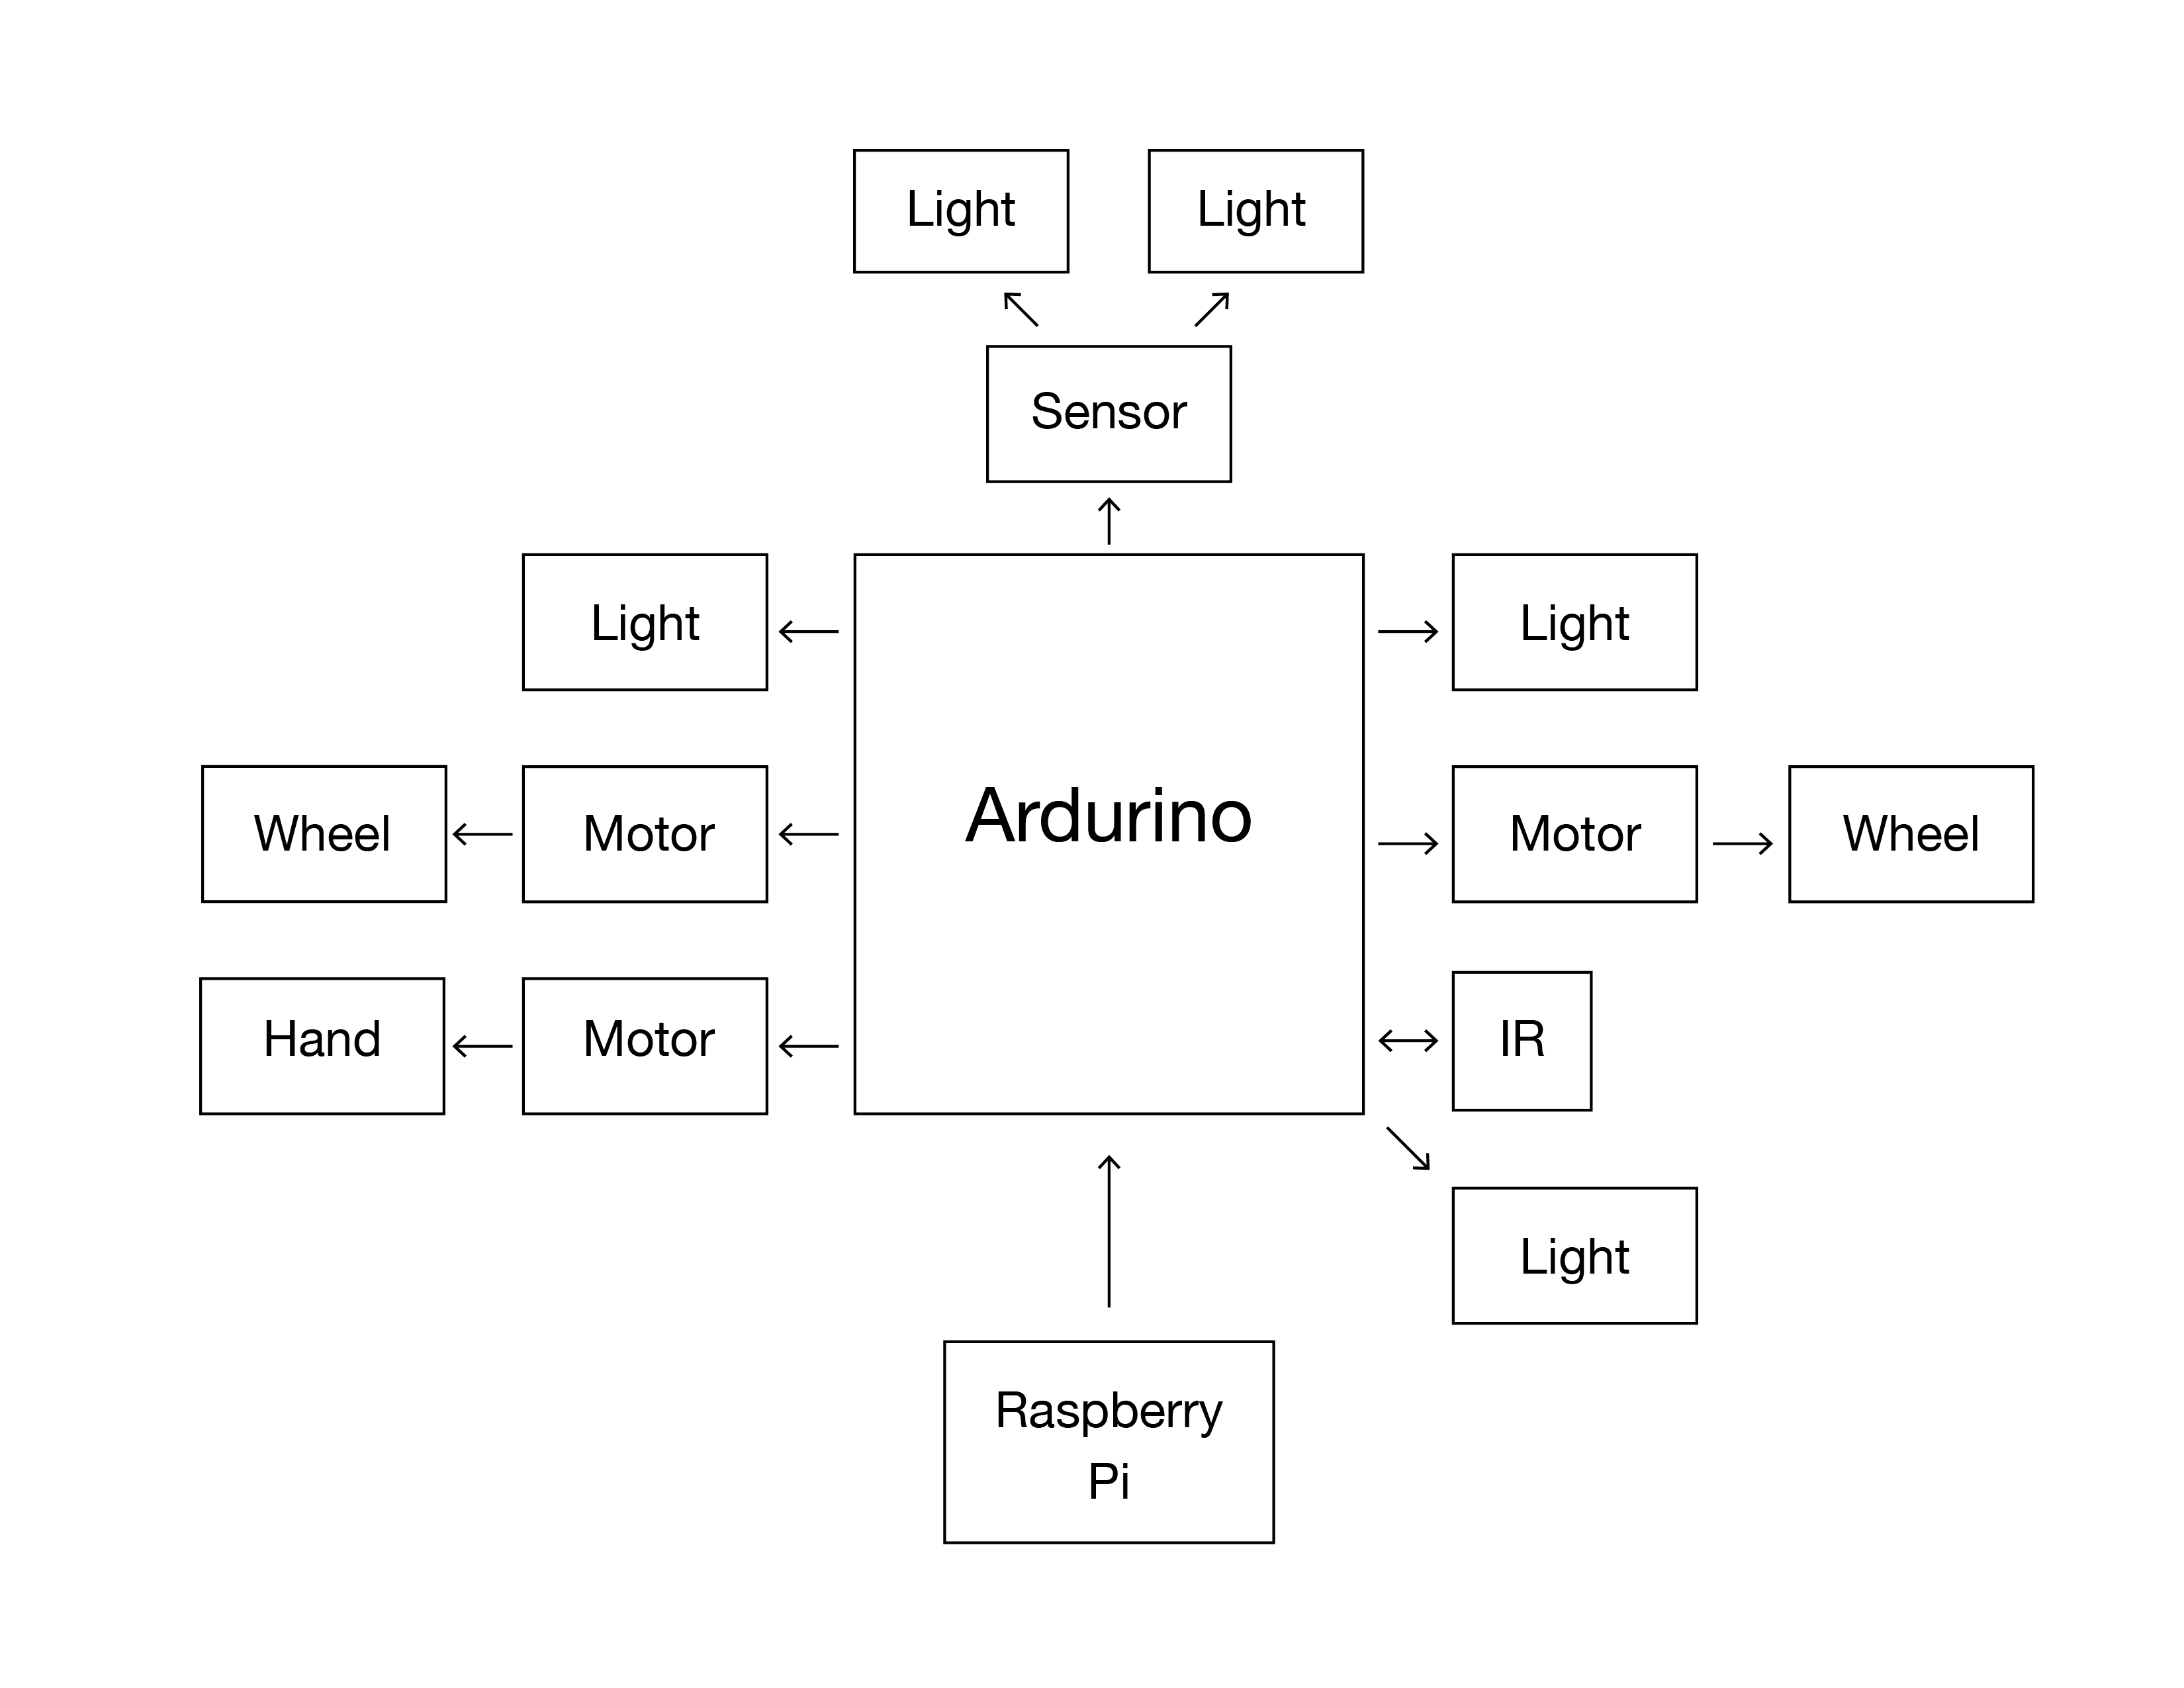 Light
Light
Sensor
Light
Light
Wheel
Motor
Ardurino
Motor
Wheel
Hand
Motor
IR
Light
Raspberry
Pi